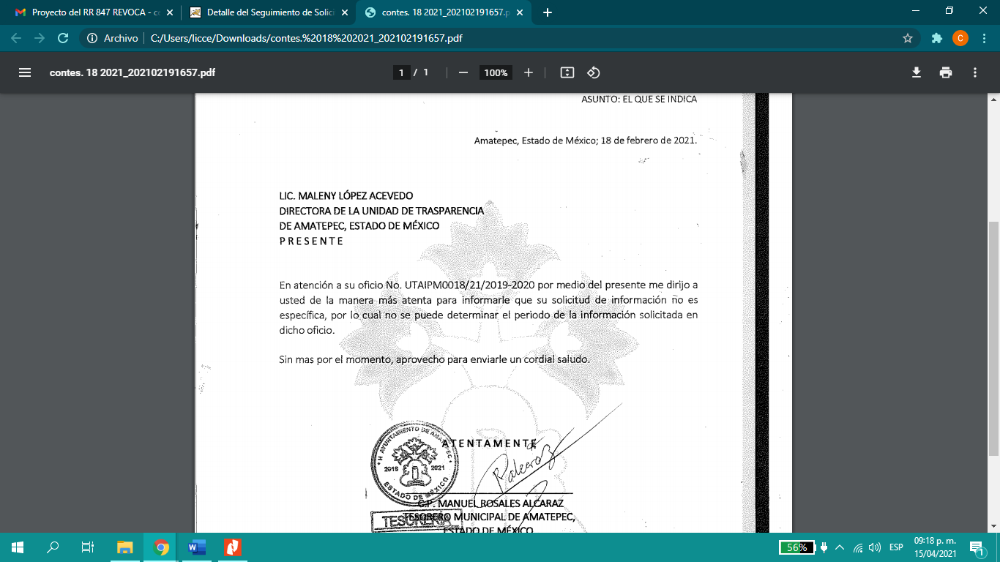 Proyecto del RR 847 REVOCA - ce
Detalle del Seguimiento de Solici
contes. 18 2021_202102191657.p
Archivo
C:/Users/licce/Downloads/contes.%2018%202021_202102191657.pdf
C
contes. 18 2021_202102191657.pdf
1 / 1
100%
ASUNTO: EL QUE SE INDICA
Amatepec, Estado de México; 18 de febrero de 2021.
LIC. MALENY LÓPEZ ACEVEDO
DIRECTORA DE LA UNIDAD DE TRASPARENCIA
DE AMATEPEC, ESTADO DE MÉXICO
P R E S E N T E
En atención a su oficio No. UTAIPM0018/21/2019-2020 por medio del presente me dirijo a
usted de la manera más atenta para informarle que su solicitud de información no es
específica, por lo cual no se puede determinar el periodo de la información solicitada en
dicho oficio.
Sin mas por el momento, aprovecho para enviarle un cordial saludo.
A T E N T A M E N T E
H AYUNTAMIENTO DE AMATEPEC
2019 2021
ESTADO DE MÉXICO
C.P. MANUEL ROSALES ALCARAZ
TESORERÍA
TESORERO MUNICIPAL DE AMATEPEC,
ESTADO DE MÉXICO
56%
ESP
09:18 p. m.
15/04/2021
1